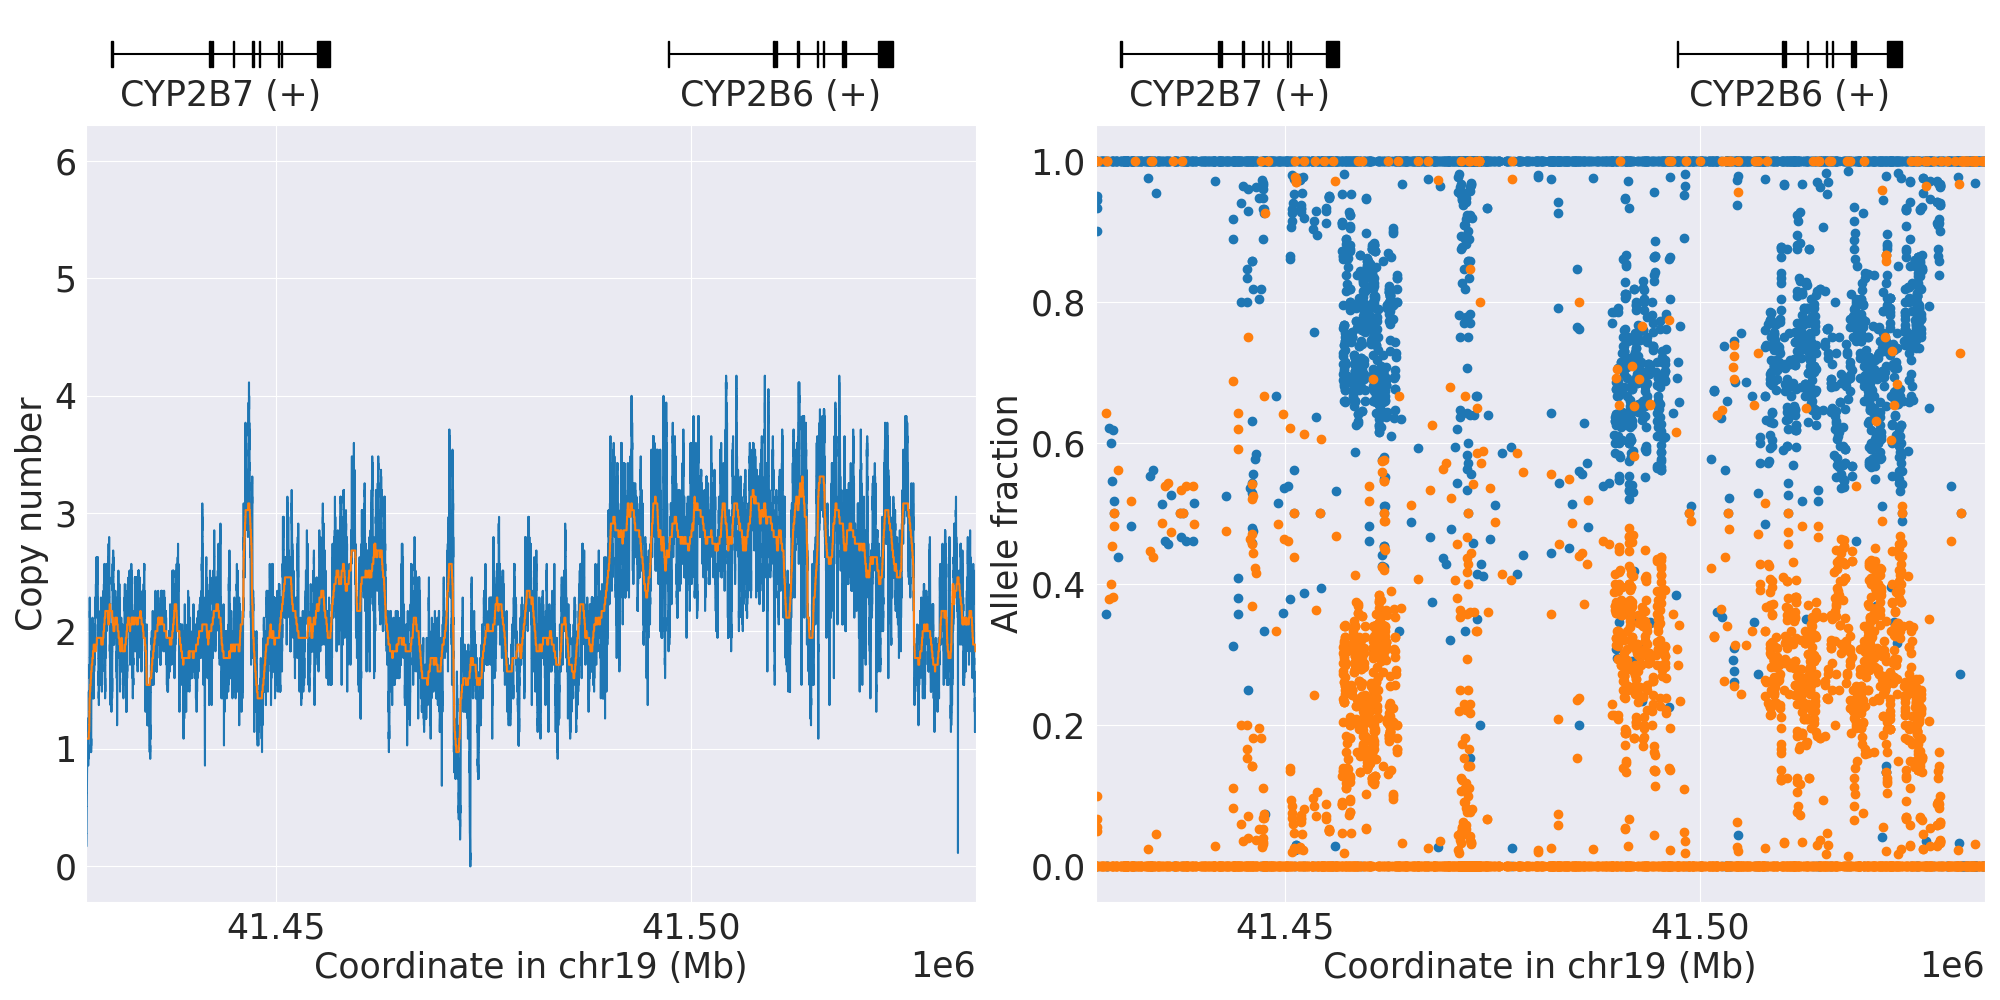 CYP2B7 (+)
CYP2B6 (+)
6
5
4
3
2
1
0
Copy number
41.45
41.50
Coordinate in chr19 (Mb)
1e6
CYP2B7 (+)
CYP2B6 (+)
1.0
0.8
0.6
0.4
0.2
0.0
Allele fraction
41.45
41.50
Coordinate in chr19 (Mb)
1e6